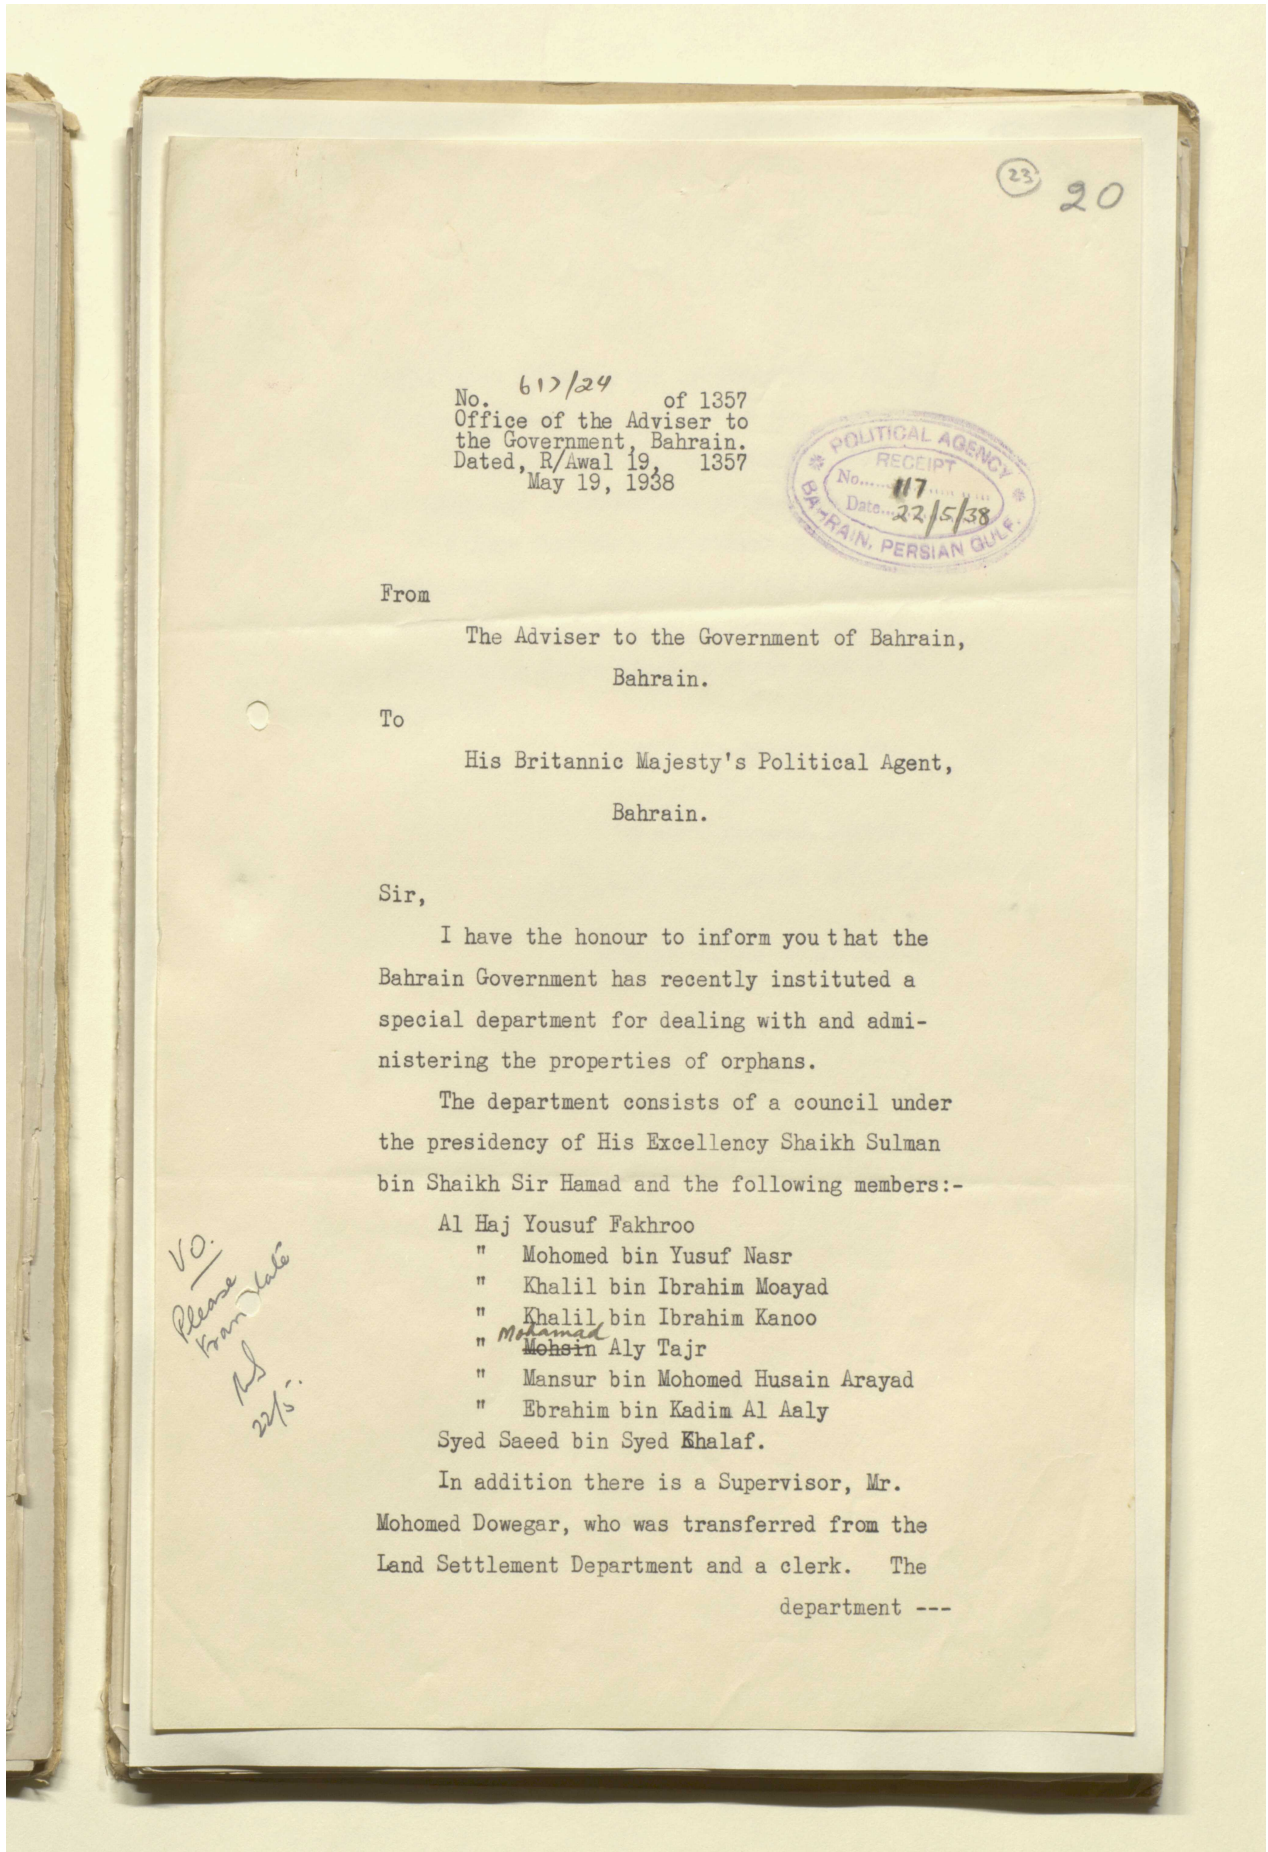 23
20
No. 617/24 of 1357
Office of the Adviser to
the Government, Bahrain.
Dated, R/Awal 19, 1357
May 19, 1938
POLITICAL AGENCY
RECEIPT
No. 117
Date 22/5/38
BAHRAIN, PERSIAN GULF.
From
The Adviser to the Government of Bahrain,
Bahrain.
To
His Britannic Majesty's Political Agent,
Bahrain.
Sir,
I have the honour to inform you that the
Bahrain Government has recently instituted a
special department for dealing with and admi-
nistering the properties of orphans.
The department consists of a council under
the presidency of His Excellency Shaikh Sulman
bin Shaikh Sir Hamad and the following members:-
Al Haj Yousuf Fakhroo
" Mohomed bin Yusuf Nasr
" Khalil bin Ibrahim Moayad
" Khalil bin Ibrahim Kanoo
Mohamad
" Mohsin Aly Tajr
" Mansur bin Mohomed Husain Arayad
" Ebrahim bin Kadim Al Aaly
Syed Saeed bin Syed Khalaf.
VO.
Please
translate
22/5.
In addition there is a Supervisor, Mr.
Mohomed Dowegar, who was transferred from the
Land Settlement Department and a clerk. The
department ---